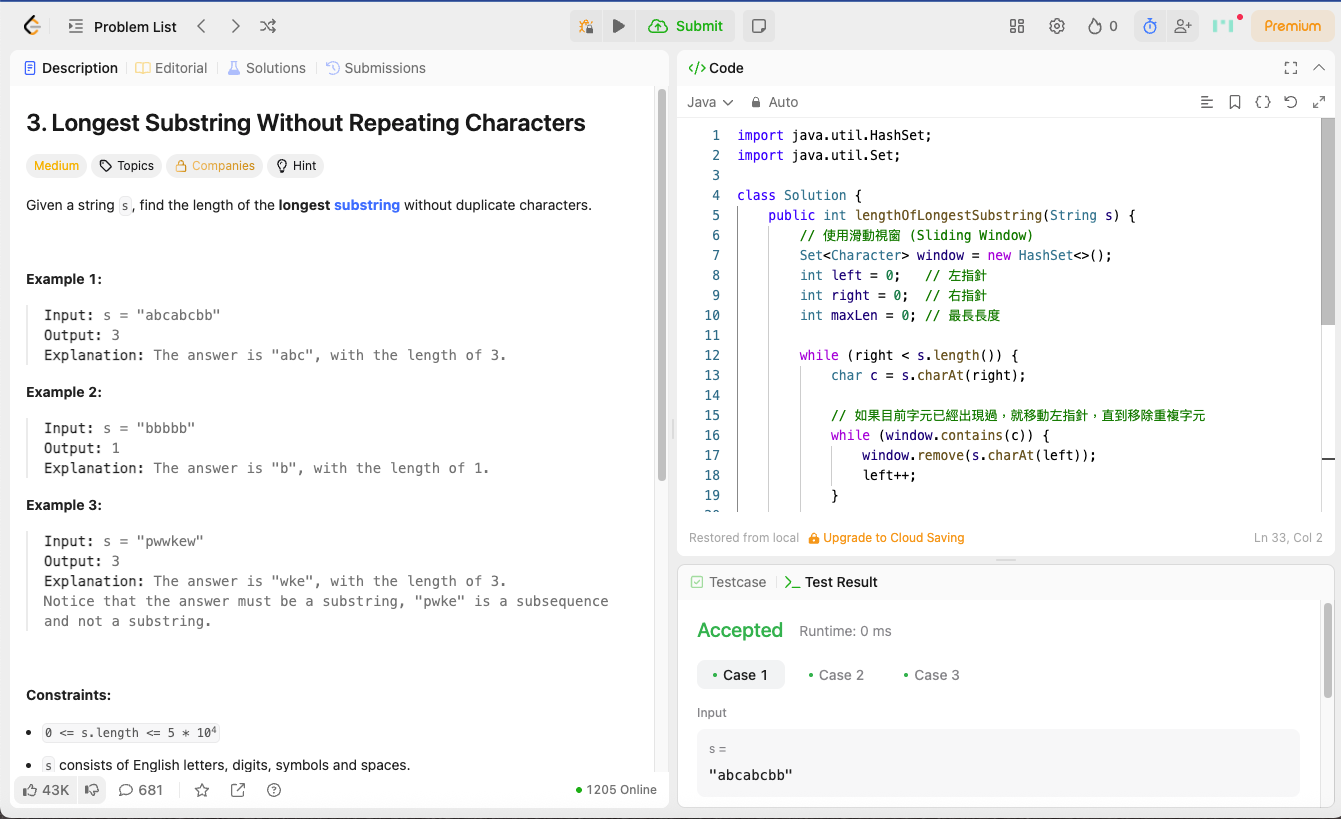 Problem List
Submit
0
Premium
Description
Editorial
Solutions
Submissions
3. Longest Substring Without Repeating Characters
Medium
Topics
Companies
Hint
Given a string s, find the length of the longest substring without duplicate characters.
Example 1:
Input: s = "abcabcbb"
Output: 3
Explanation: The answer is "abc", with the length of 3.
Example 2:
Input: s = "bbbbb"
Output: 1
Explanation: The answer is "b", with the length of 1.
Example 3:
Input: s = "pwwkew"
Output: 3
Explanation: The answer is "wke", with the length of 3.
Notice that the answer must be a substring, "pwke" is a subsequence
and not a substring.
Constraints:
0 <= s.length <= 5 * 10⁴
s consists of English letters, digits, symbols and spaces.
43K
681
1205 Online
Code
Java
Auto
1 import java.util.HashSet;
2 import java.util.Set;
3
4 class Solution {
5     public int lengthOfLongestSubstring(String s) {
6         // 使用滑動視窗 (Sliding Window)
7         Set<Character> window = new HashSet<>();
8         int left = 0;   // 左指針
9         int right = 0;  // 右指針
10         int maxLen = 0; // 最長長度
11
12         while (right < s.length()) {
13             char c = s.charAt(right);
14
15             // 如果目前字元已經出現過，就移動左指針，直到移除重複字元
16             while (window.contains(c)) {
17                 window.remove(s.charAt(left));
18                 left++;
19             }
Restored from local
Upgrade to Cloud Saving
Ln 33, Col 2
Testcase
Test Result
Accepted
Runtime: 0 ms
Case 1
Case 2
Case 3
Input
s =
"abcabcbb"